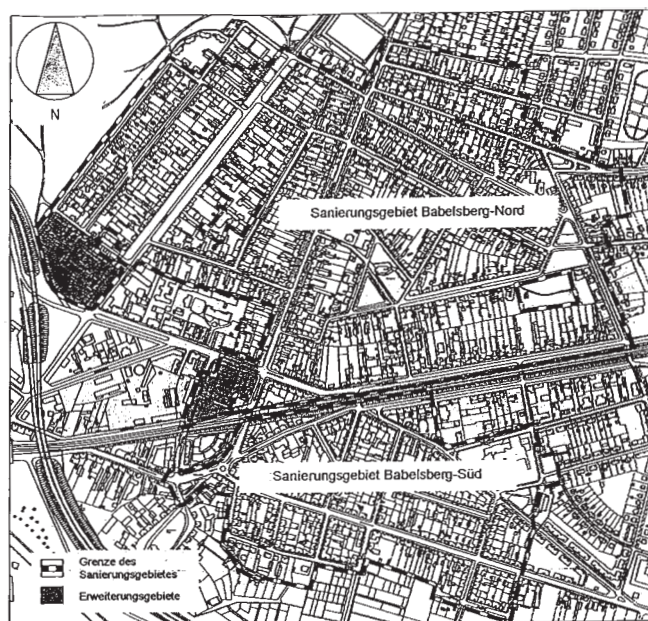 N
Sanierungsgebiet Babelsberg-Nord
Sanierungsgebiet Babelsberg-Süd
Grenze des
Sanierungsgebietes
Erweiterungsgebiete